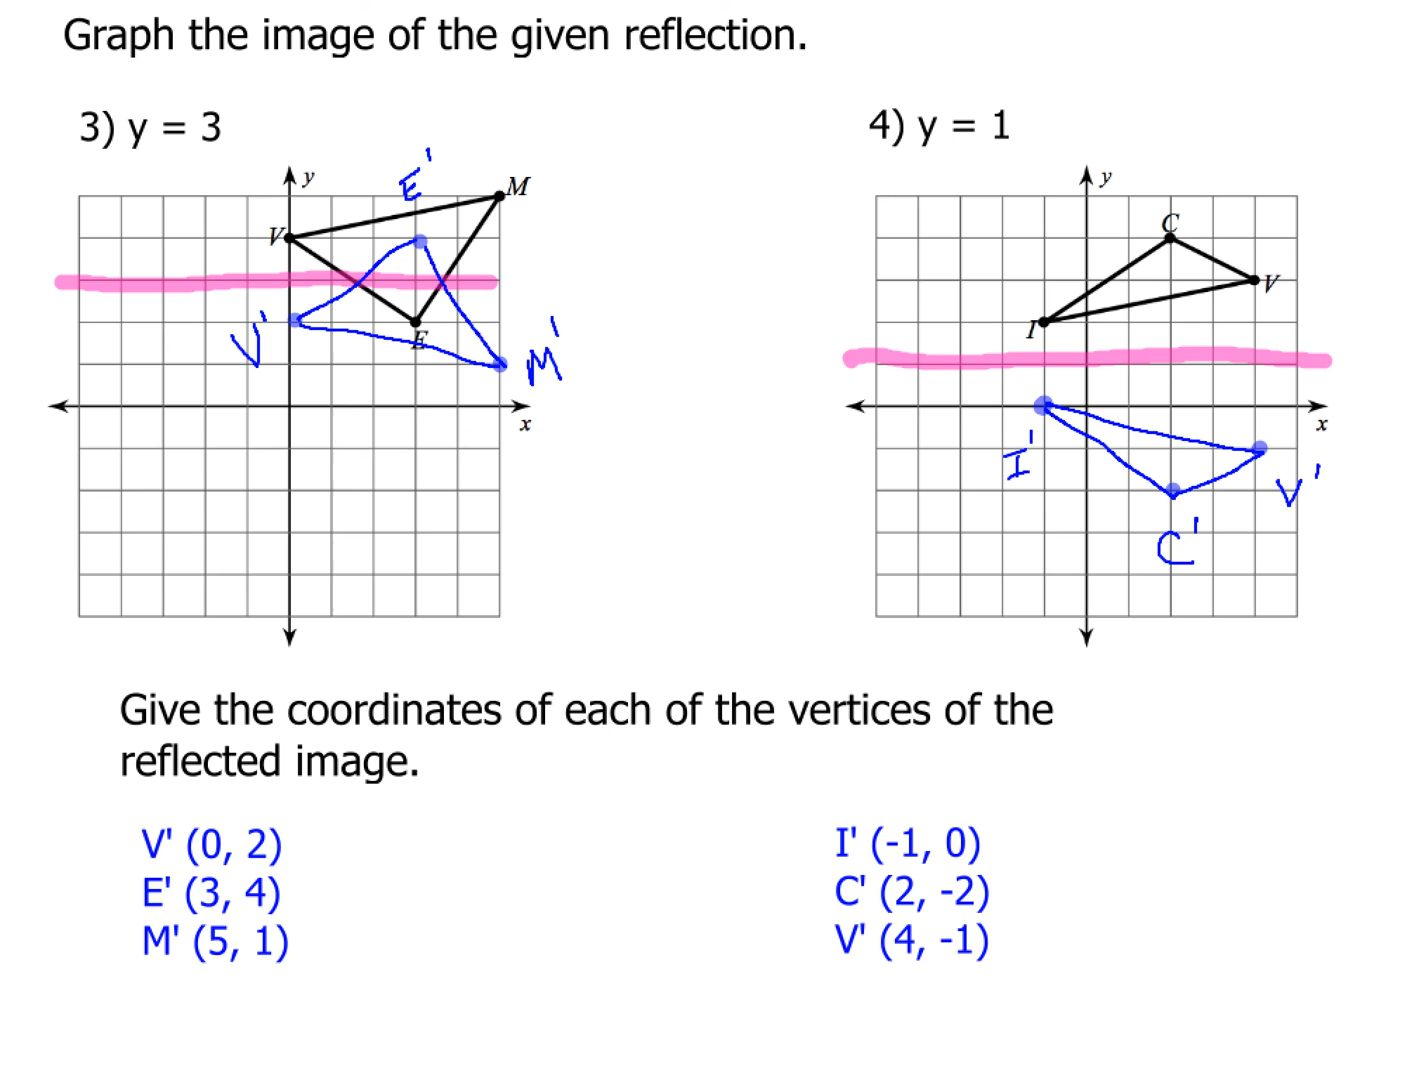 Graph the image of the given reflection.
3) y = 3
4) y = 1
y
E'
M
V
V'
E
M'
x
y
C
V
I
x
I'
V'
C'
Give the coordinates of each of the vertices of the
reflected image.
V' (0, 2)
E' (3, 4)
M' (5, 1)
I' (-1, 0)
C' (2, -2)
V' (4, -1)